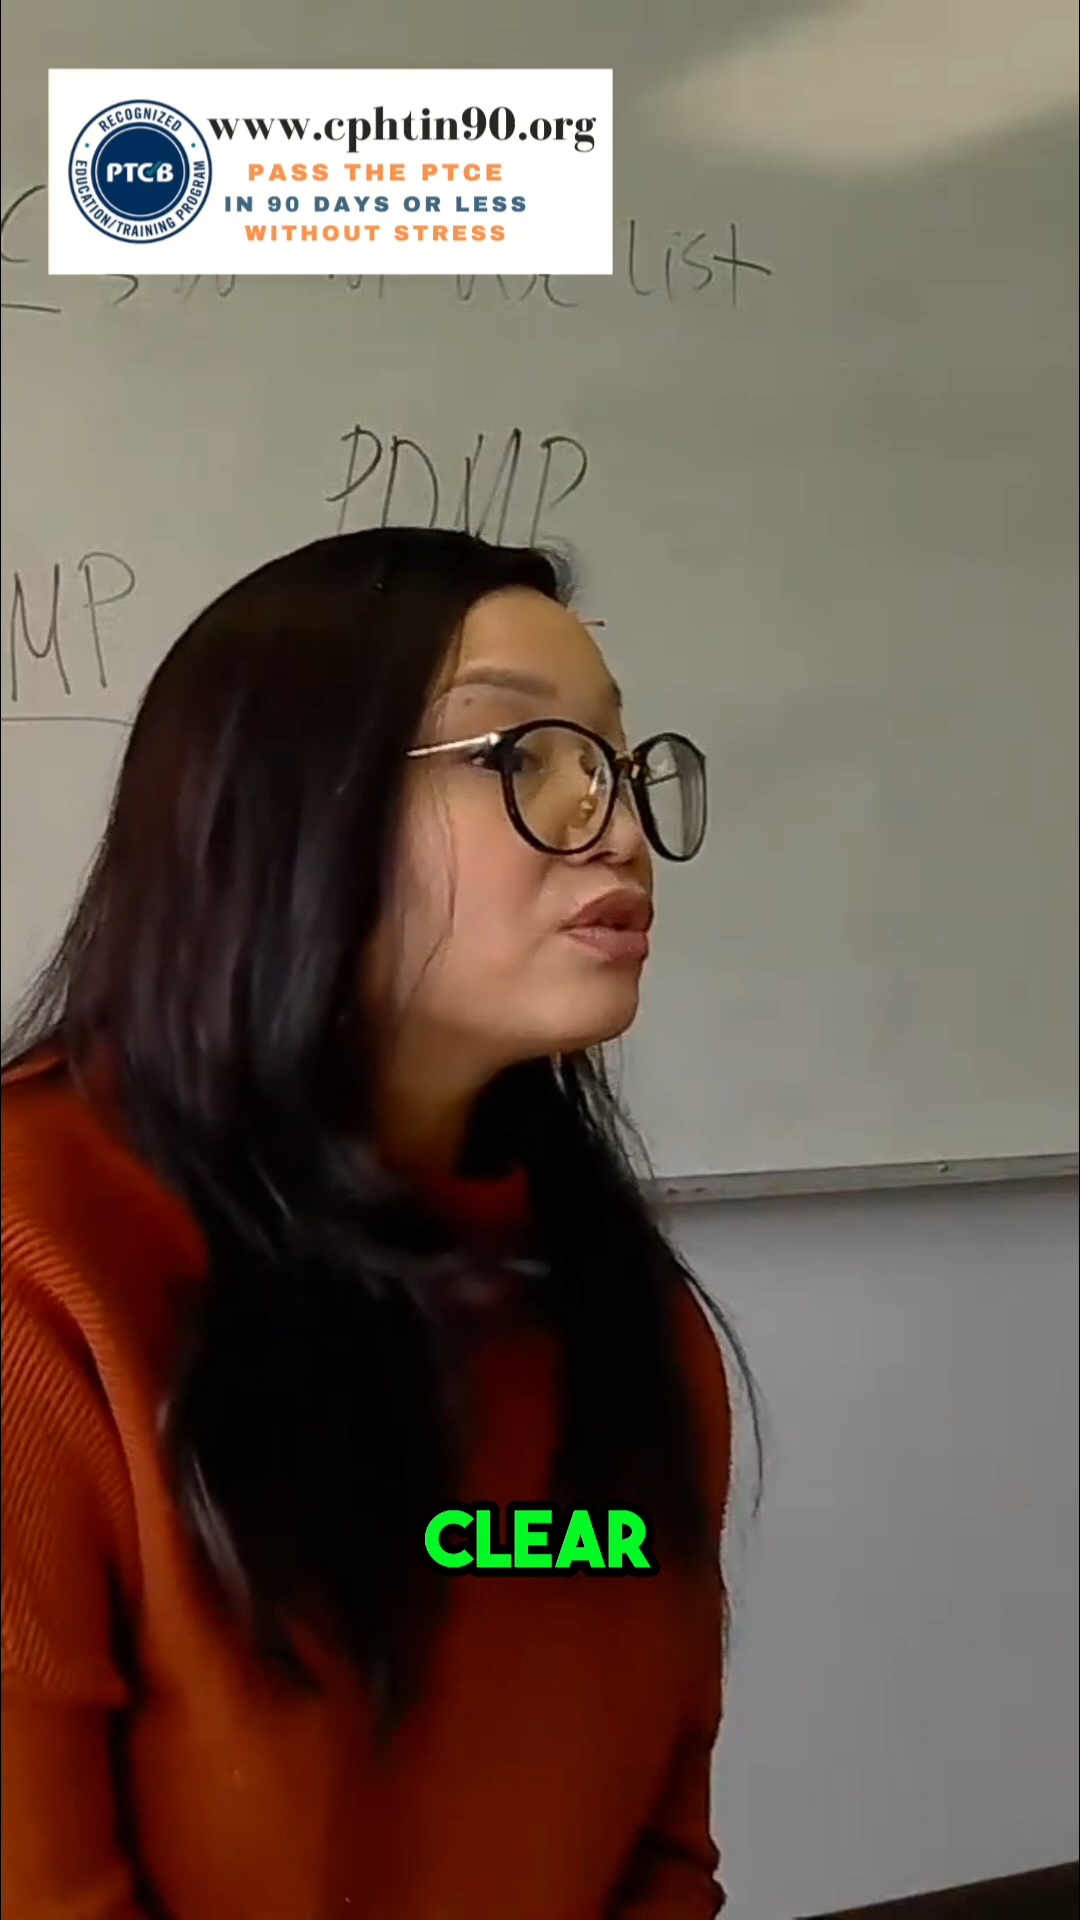 RECOGNIZED
PTCB
EDUCATION/TRAINING PROGRAM
www.cphtin90.org
PASS THE PTCE
IN 90 DAYS OR LESS
WITHOUT STRESS
list
PDMP
MP
CLEAR